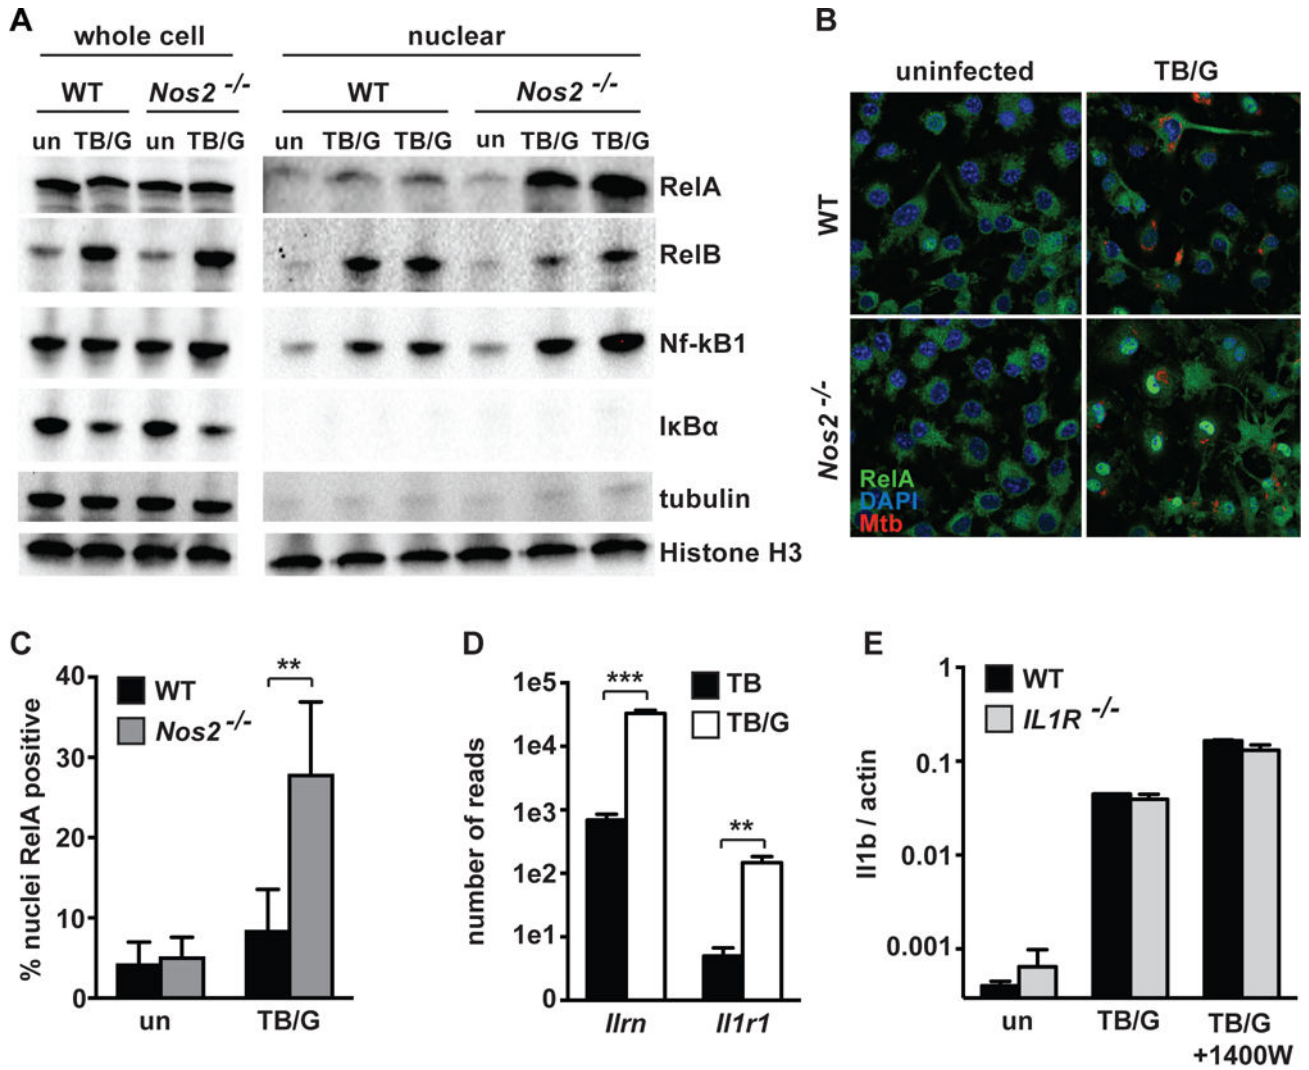 A
whole cell
nuclear
WT
Nos2 -/-
WT
Nos2 -/-
un TB/G un TB/G
un TB/G TB/G un TB/G TB/G
RelA
RelB
Nf-kB1
IκBα
tubulin
Histone H3
B
uninfected
TB/G
WT
Nos2 -/-
RelA
DAPI
Mtb
C
WT
Nos2 -/-
**
% nuclei RelA positive
40
30
20
10
0
un
TB/G
D
TB
TB/G
***
**
number of reads
1e5
1e4
1e3
1e2
1e1
0
Ilrn
Il1r1
E
WT
IL1R -/-
Il1b / actin
1
0.1
0.01
0.001
un
TB/G
TB/G
+1400W